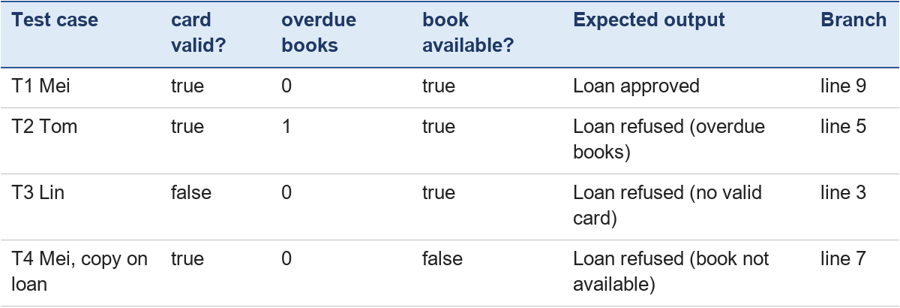 Test case card valid? overdue books book available? Expected output Branch
T1 Mei true 0 true Loan approved line 9
T2 Tom true 1 true Loan refused (overdue books) line 5
T3 Lin false 0 true Loan refused (no valid card) line 3
T4 Mei, copy on loan true 0 false Loan refused (book not available) line 7